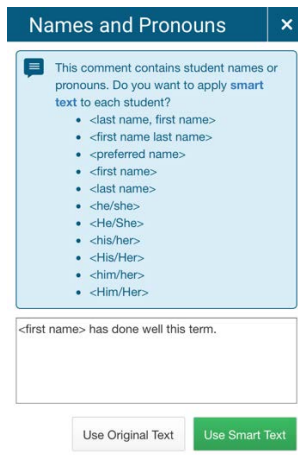 Names and Pronouns ×
This comment contains student names or
pronouns. Do you want to apply smart
text to each student?
• <last name, first name>
• <first name last name>
• <preferred name>
• <first name>
• <last name>
• <he/she>
• <He/She>
• <his/her>
• <His/Her>
• <him/her>
• <Him/Her>
<first name> has done well this term.
Use Original Text Use Smart Text